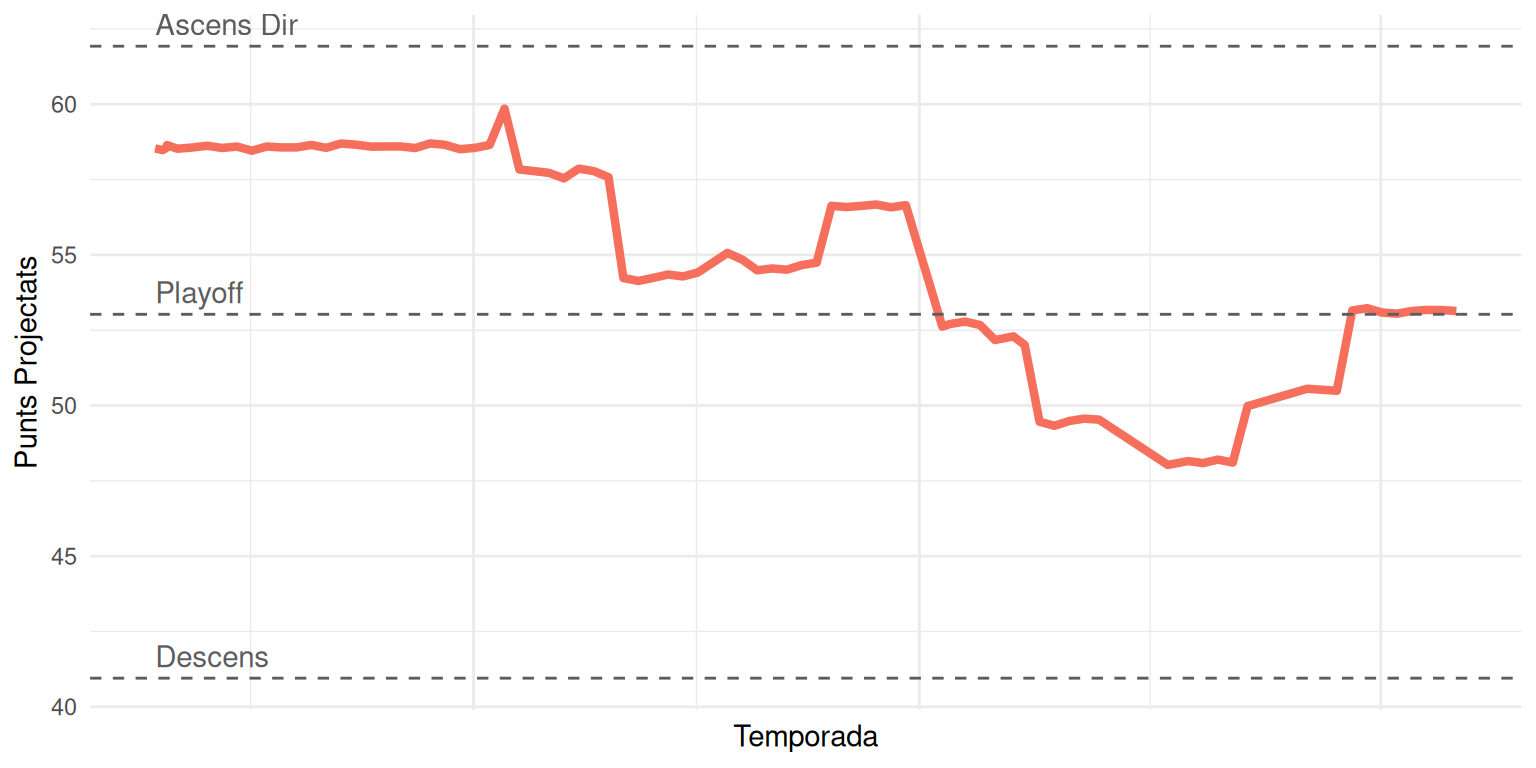 Ascens Dir
60
55
Playoff
50
45
Descens
40
Punts Projectats
Temporada